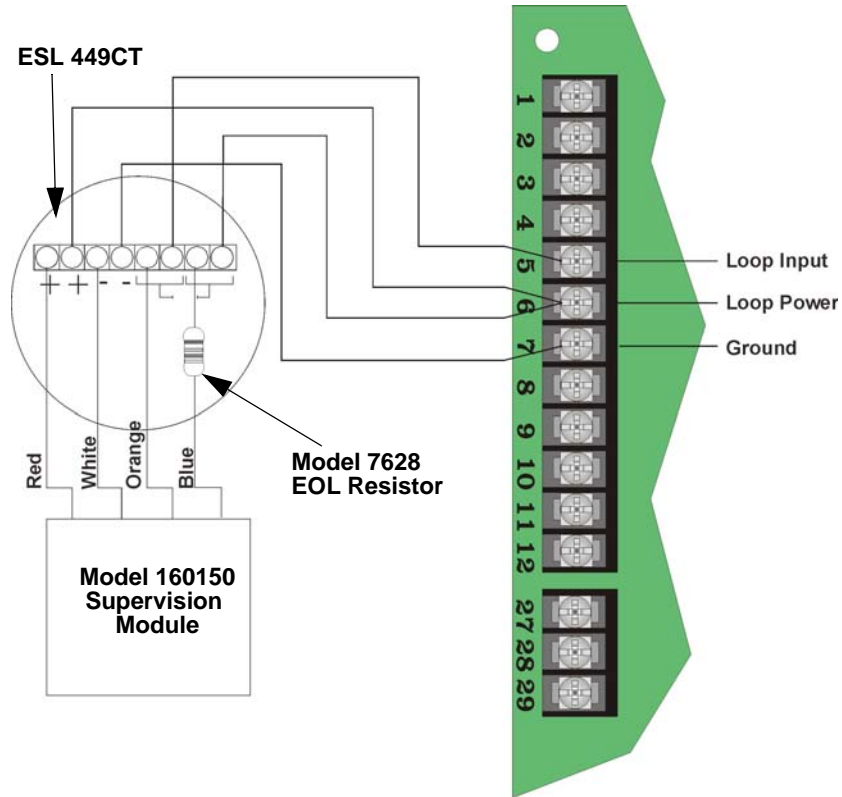 ESL 449CT
1
2
3
4
5
6
7
8
9
10
11
12
27
28
29
Loop Input
Loop Power
Ground
+ + - -
Red
White
Orange
Blue
Model 7628
EOL Resistor
Model 160150
Supervision
Module